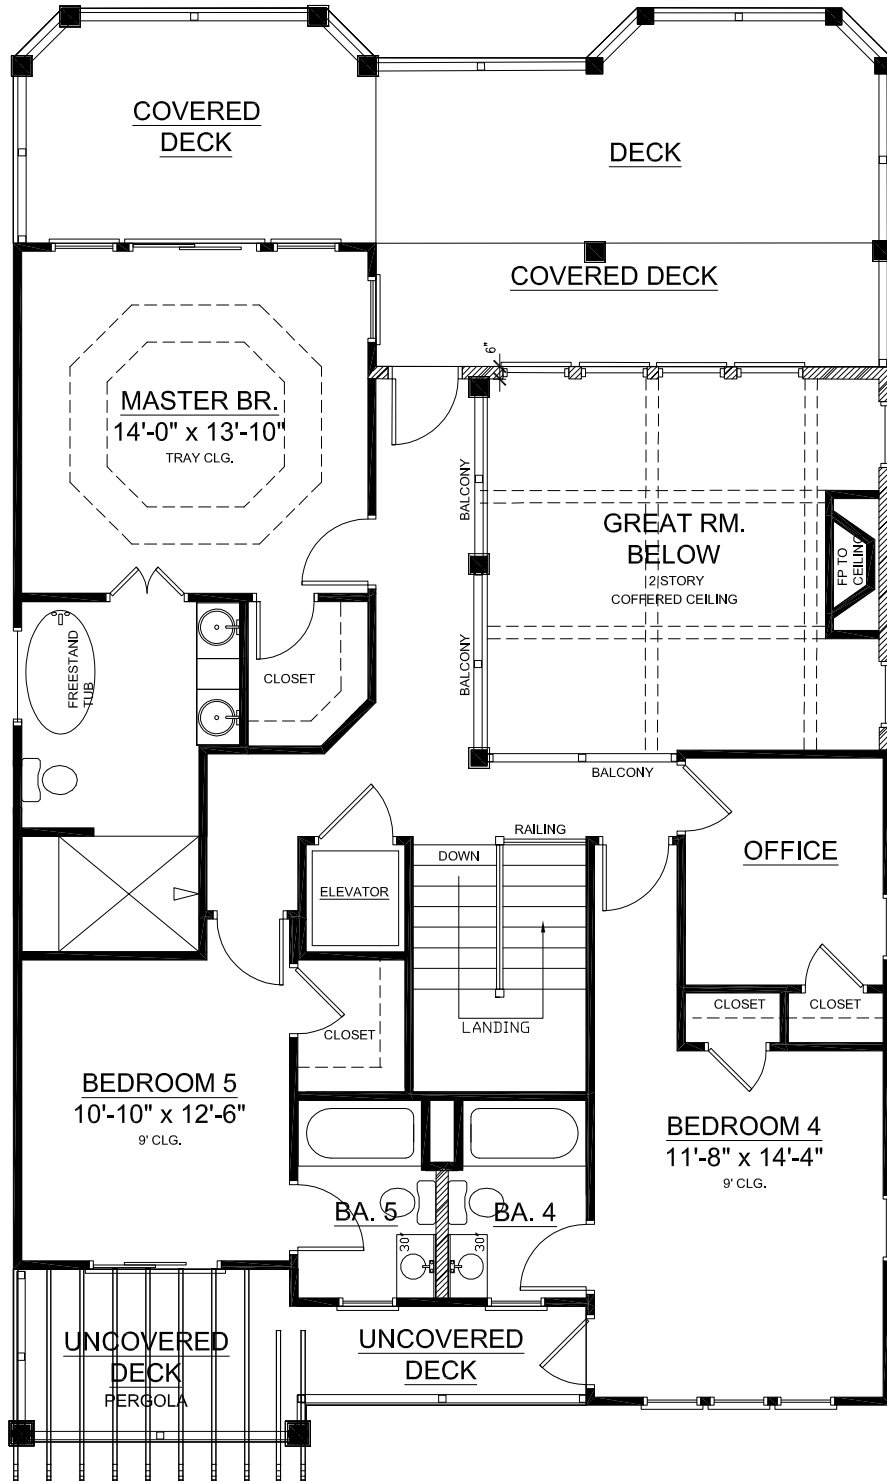 COVERED
DECK
DECK
COVERED DECK
6"
MASTER BR.
14'-0" x 13'-10"
TRAY CLG.
BALCONY
GREAT RM.
BELOW
2 STORY
COFFERED CEILING
FP TO
CEILING
FREESTAND
TUB
CLOSET
BALCONY
BALCONY
RAILING
DOWN
OFFICE
ELEVATOR
CLOSET
CLOSET
LANDING
CLOSET
BEDROOM 5
10'-10" x 12'-6"
9' CLG.
BEDROOM 4
11'-8" x 14'-4"
9' CLG.
BA. 5
BA. 4
30'
30'
UNCOVERED
DECK
PERGOLA
UNCOVERED
DECK